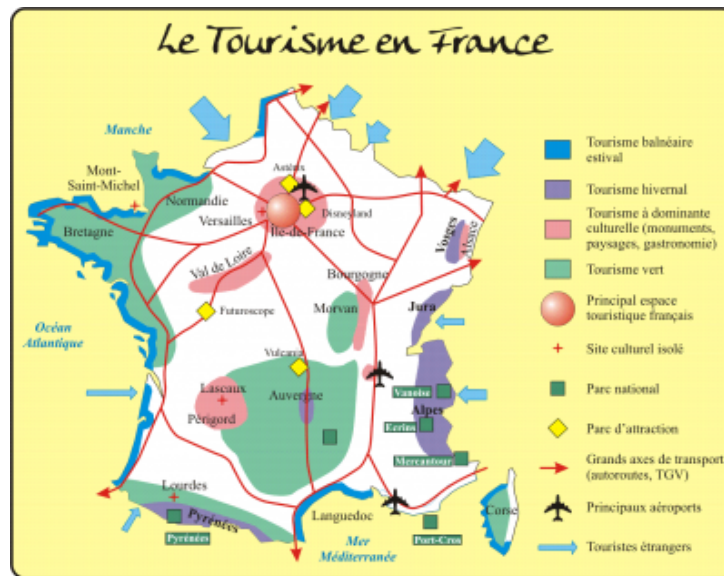 Le Tourisme en France
Manche
Mont-
Saint-Michel
Normandie
Bretagne
Astérix
Versailles
Disneyland
Île-de-France
Vosges
Alsace
Val de Loire
Bourgogne
Morvan
Jura
Océan
Atlantique
Futuroscope
Vulcania
Lascaux
Périgord
Auvergne
Vanoise
Alpes
Ecrins
Mercantour
Lourdes
Pyrénées
Pyrénées
Languedoc
Mer
Méditerranée
Port-Cros
Corse
Tourisme balnéaire
estival
Tourisme hivernal
Tourisme à dominante
culturelle (monuments,
paysages, gastronomie)
Tourisme vert
Principal espace
touristique français
Site culturel isolé
Parc national
Parc d'attraction
Grands axes de transport
(autoroutes, TGV)
Principaux aéroports
Touristes étrangers